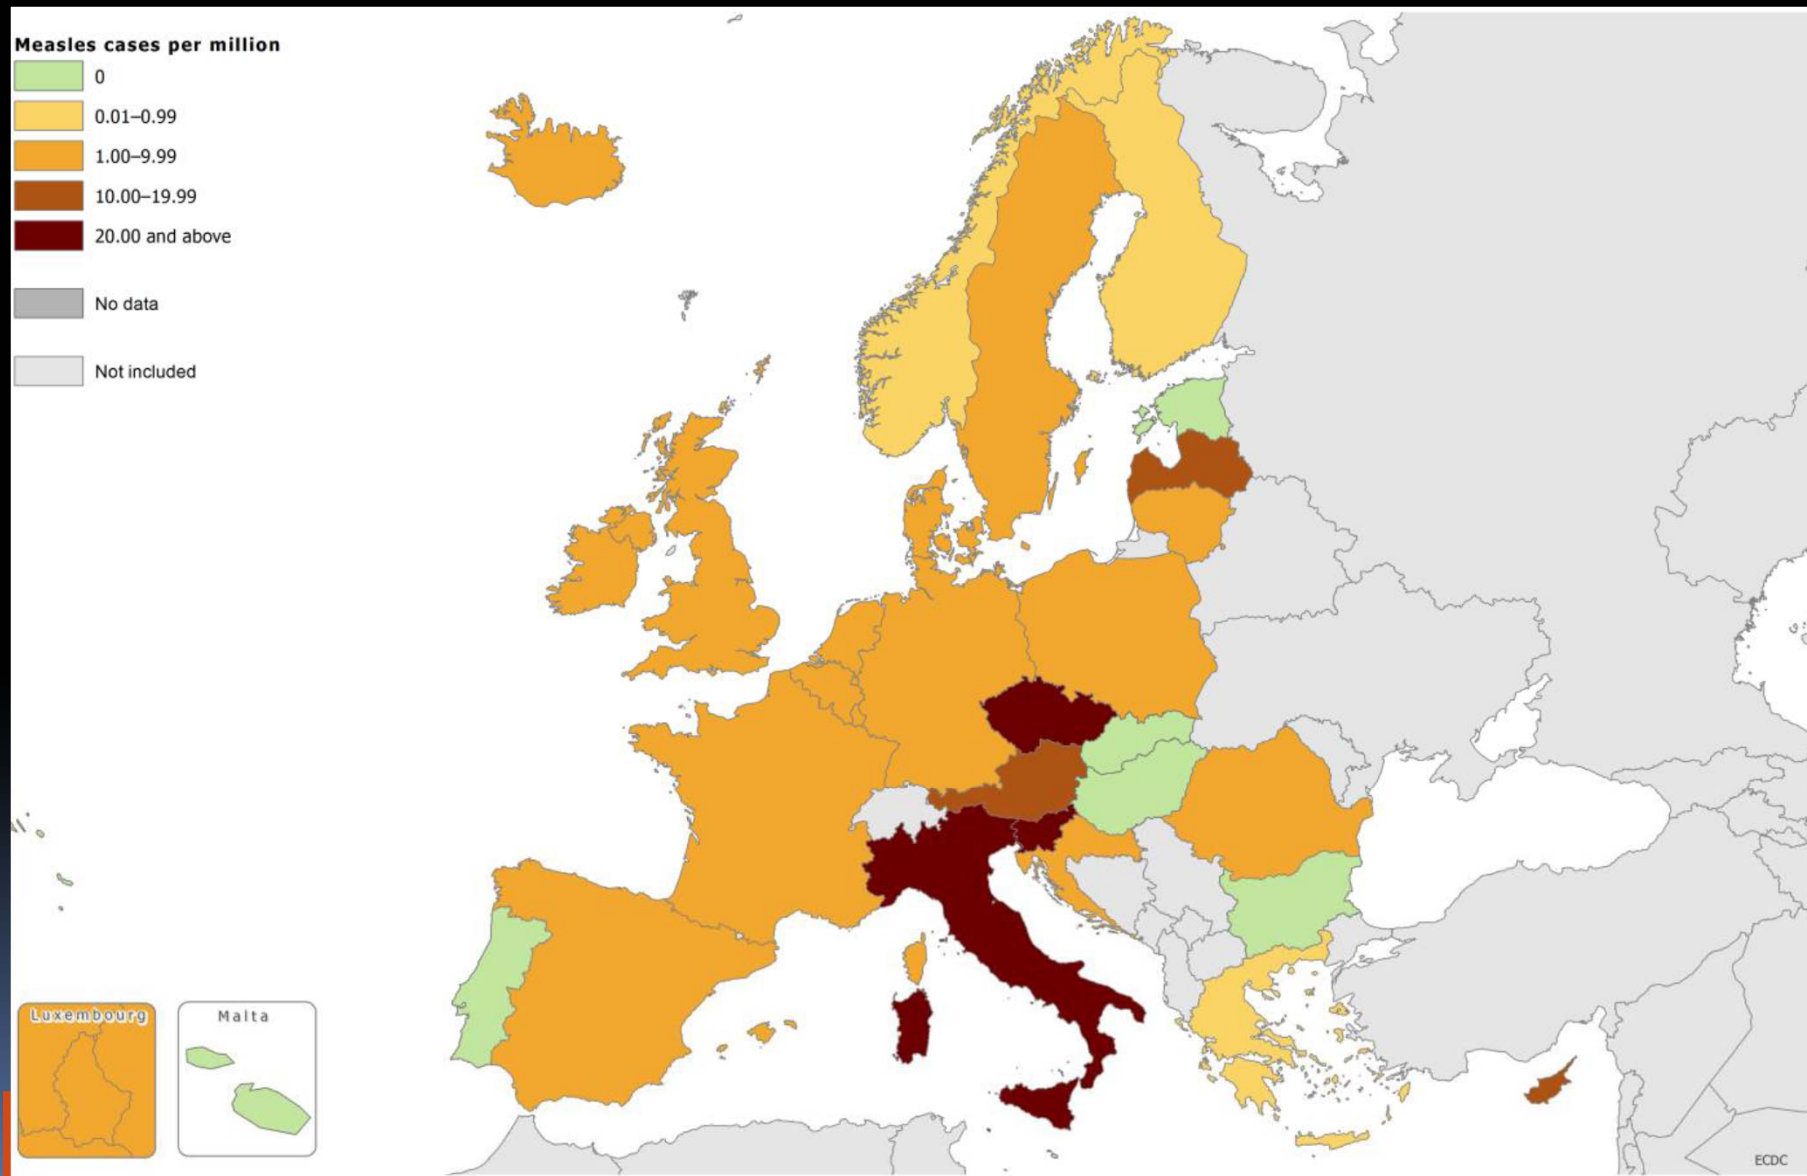 Measles cases per million
0
0.01–0.99
1.00–9.99
10.00–19.99
20.00 and above
No data
Not included
Luxembourg
Malta
ECDC